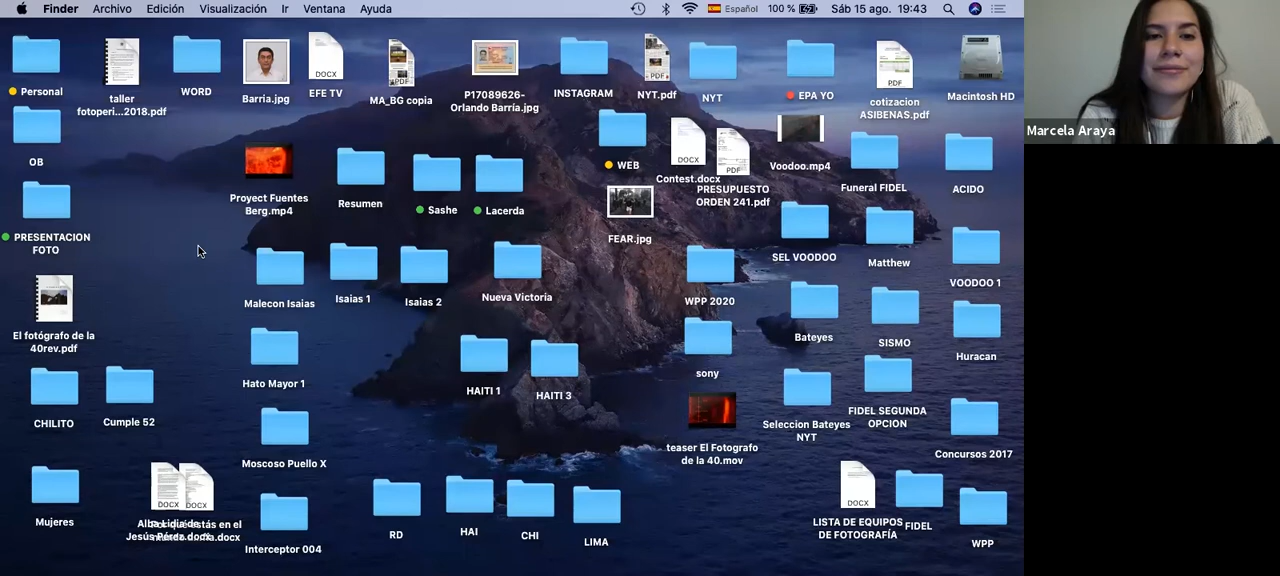 Finder Archivo Edición Visualización Ir Ventana Ayuda
Español 100 % Sáb 15 ago. 19:43
Personal
taller
fotoperi...2018.pdf
WORD
Barria.jpg
DOCX
EFE TV
PDF
MA_BG copia
P17089626-
Orlando Barría.jpg
INSTAGRAM
PDF
NYT.pdf
NYT
EPA YO
PDF
cotizacion
ASIBENAS.pdf
Macintosh HD
Marcela Araya
OB
Proyect Fuentes
Berg.mp4
Resumen
Sashe
Lacerda
WEB
DOCX
Contest.docx
PDF
PRESUPUESTO
ORDEN 241.pdf
Voodoo.mp4
Funeral FIDEL
ACIDO
PRESENTACION
FOTO
FEAR.jpg
SEL VOODOO
Matthew
VOODOO 1
Malecon Isaias
Isaias 1
Isaias 2
Nueva Victoria
WPP 2020
El fotógrafo de la
40rev.pdf
Bateyes
SISMO
Huracan
Hato Mayor 1
HAITI 1
HAITI 3
sony
CHILITO
Cumple 52
Seleccion Bateyes
NYT
FIDEL SEGUNDA
OPCION
Concursos 2017
Moscoso Puello X
teaser El Fotografo
de la 40.mov
Mujeres
DOCX
DOCX
Jesús Pérez.docx
Interceptor 004
RD
HAI
CHI
LIMA
DOCX
LISTA DE EQUIPOS
DE FOTOGRAFÍA
FIDEL
WPP